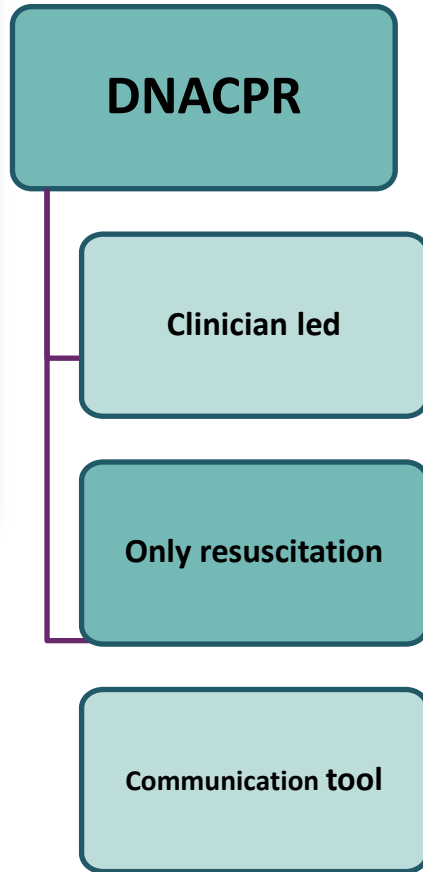 DNACPR
Clinician led
Only resuscitation
Communication tool